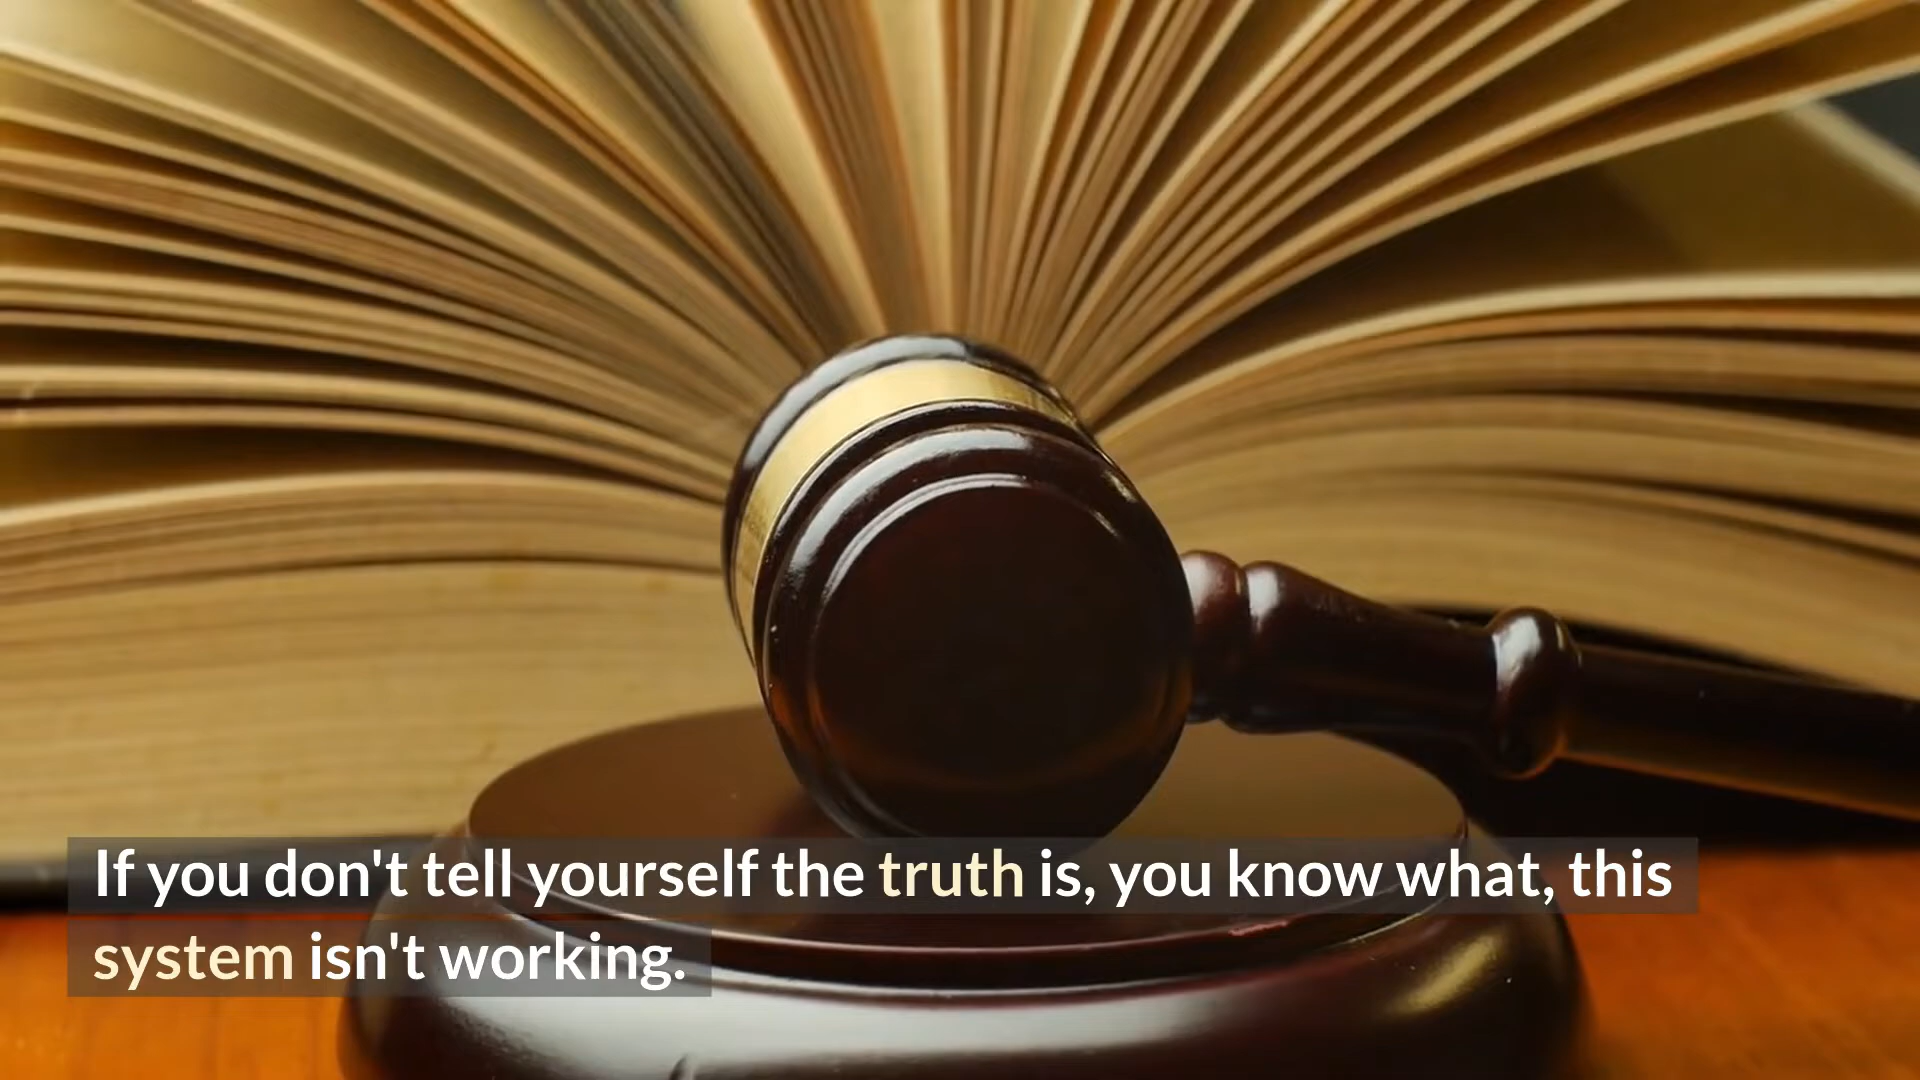 If you don't tell yourself the truth is, you know what, this
system isn't working.